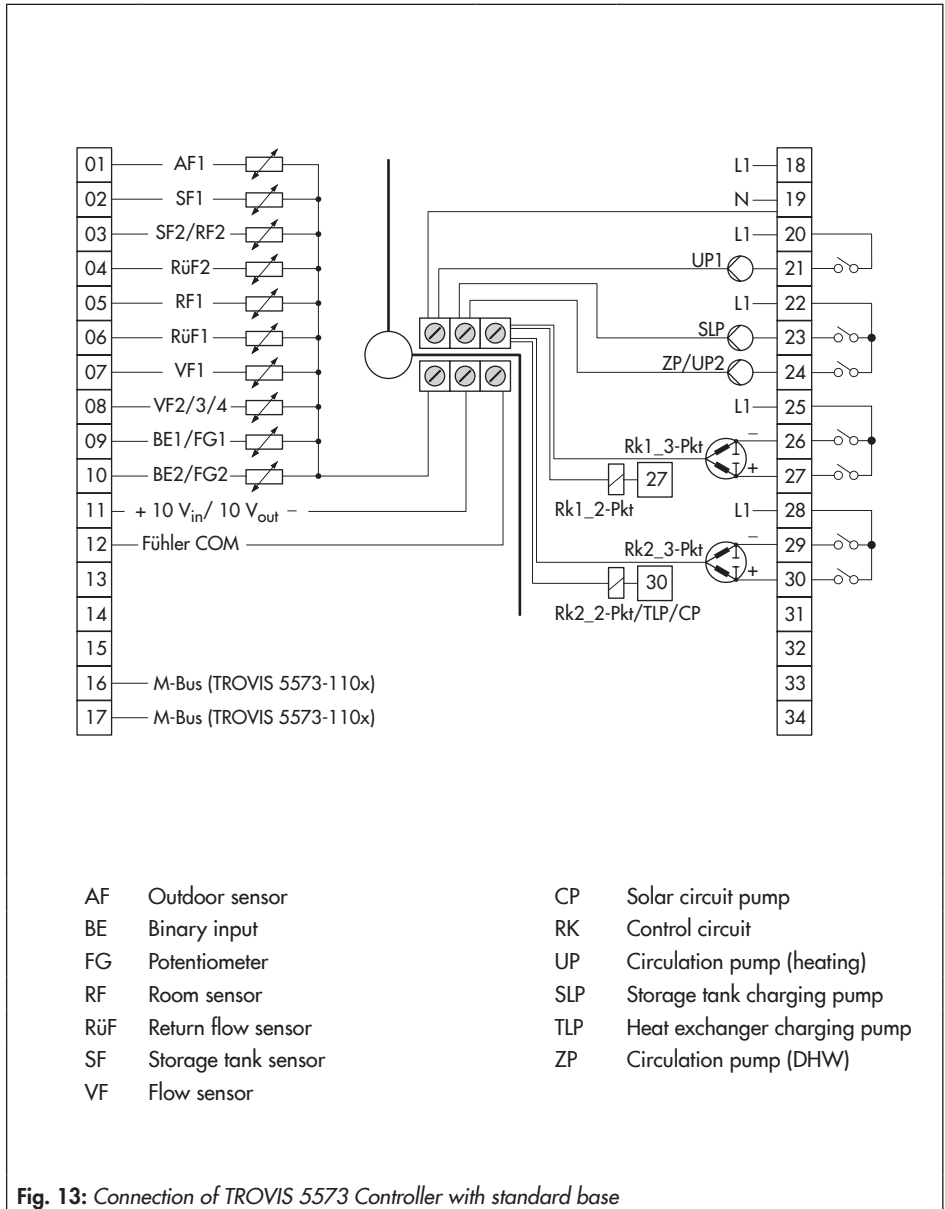 01 AF1
02 SF1
03 SF2/RF2
04 RüF2
05 RF1
06 RüF1
07 VF1
08 VF2/3/4
09 BE1/FG1
10 BE2/FG2
11 + 10 Vin/ 10 Vout −
12 Fühler COM
13
14
15
16 M-Bus (TROVIS 5573-110x)
17 M-Bus (TROVIS 5573-110x)
L1 18
N 19
L1 20
UP1 21
L1 22
SLP 23
ZP/UP2 24
L1 25
Rk1_3-Pkt − 26
+ 27
27
Rk1_2-Pkt
L1 28
Rk2_3-Pkt − 29
+ 30
30
Rk2_2-Pkt/TLP/CP
31
32
33
34
AF Outdoor sensor
BE Binary input
FG Potentiometer
RF Room sensor
RüF Return flow sensor
SF Storage tank sensor
VF Flow sensor
CP Solar circuit pump
RK Control circuit
UP Circulation pump (heating)
SLP Storage tank charging pump
TLP Heat exchanger charging pump
ZP Circulation pump (DHW)
Fig. 13: Connection of TROVIS 5573 Controller with standard base